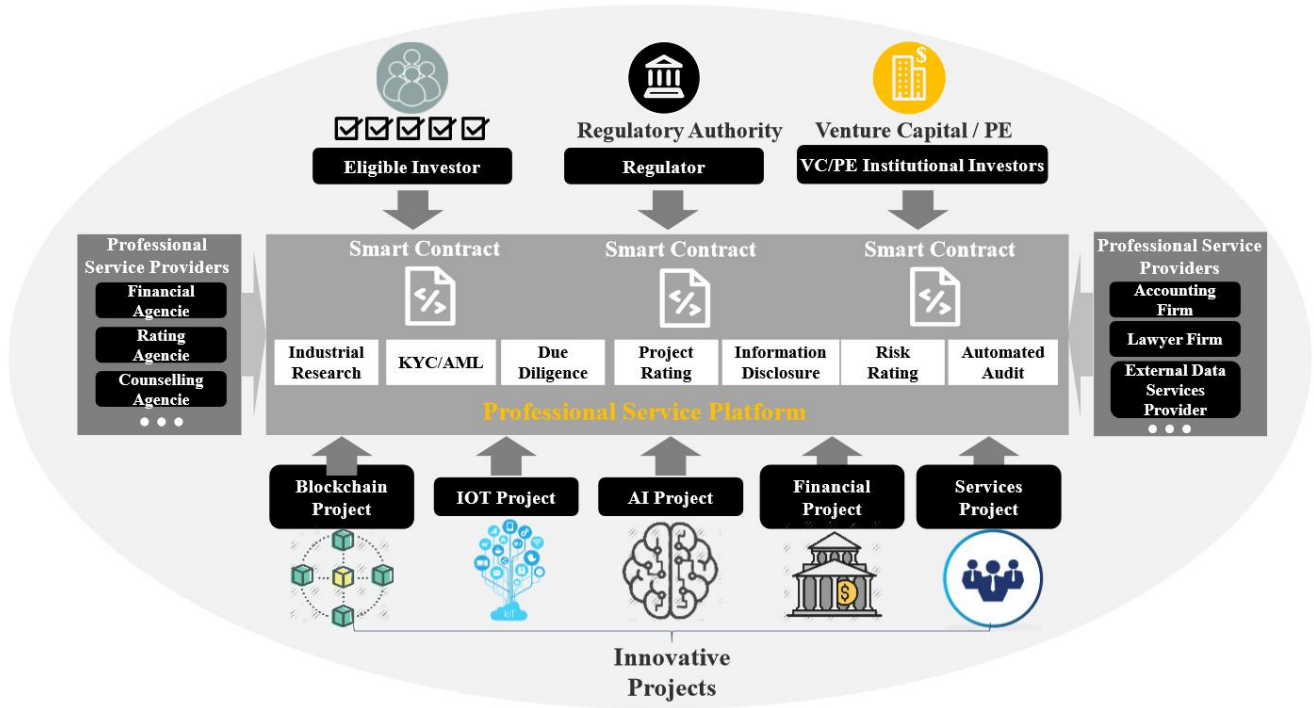 $
Regulatory Authority
Venture Capital / PE
Eligible Investor
Regulator
VC/PE Institutional Investors
Professional
Service Providers
Financial
Agencie
Rating
Agencie
Counselling
Agencie
Smart Contract
Smart Contract
Smart Contract
</>
</>
</>
Industrial
Research
KYC/AML
Due
Diligence
Project
Rating
Information
Disclosure
Risk
Rating
Automated
Audit
Professional Service Platform
Professional Service
Providers
Accounting
Firm
Lawyer Firm
External Data
Services
Provider
Blockchain
Project
IOT Project
AI Project
Financial
Project
Services
Project
IoT
$
Innovative
Projects